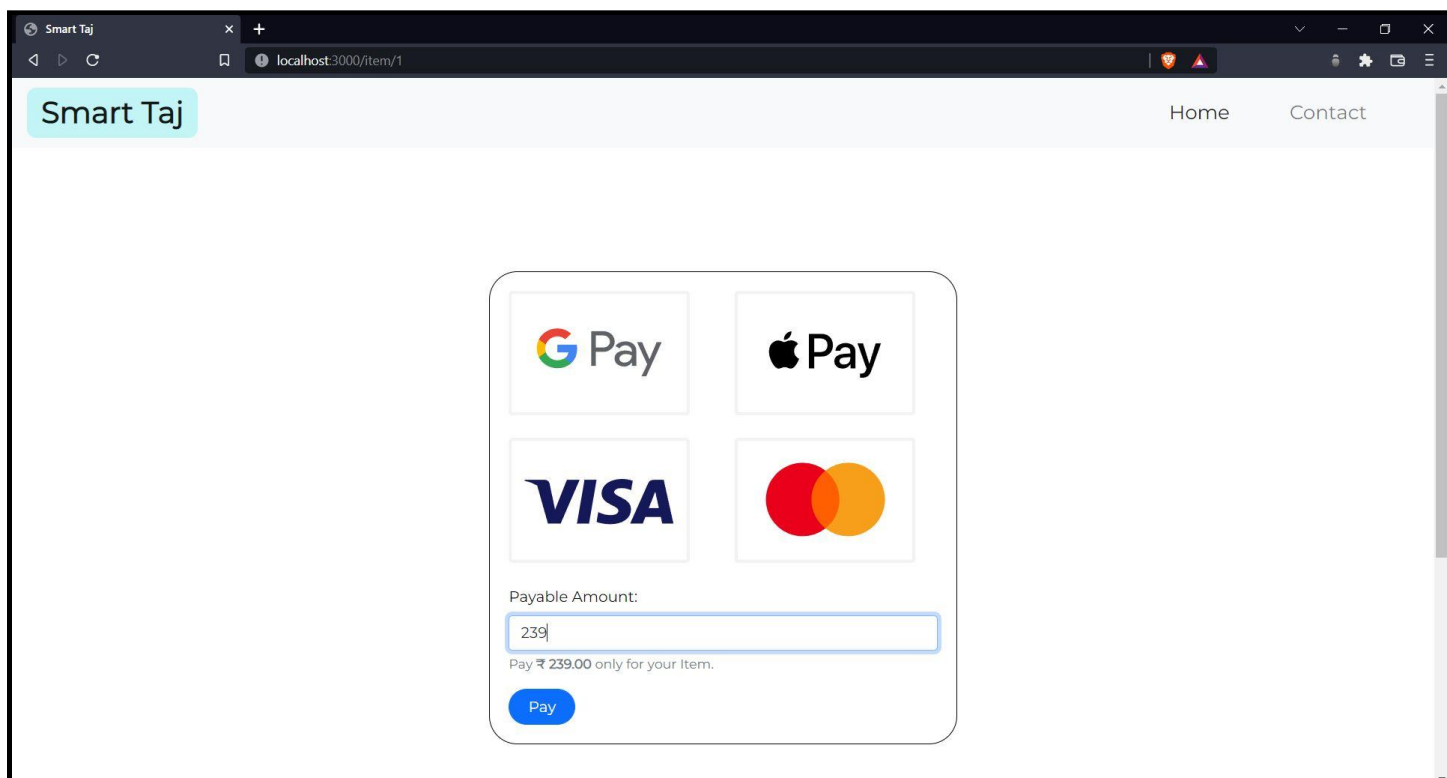 Smart Taj
localhost:3000/item/1
Smart Taj Home Contact
G Pay Pay
VISA
Payable Amount:
239
Pay ₹ 239.00 only for your Item.
Pay